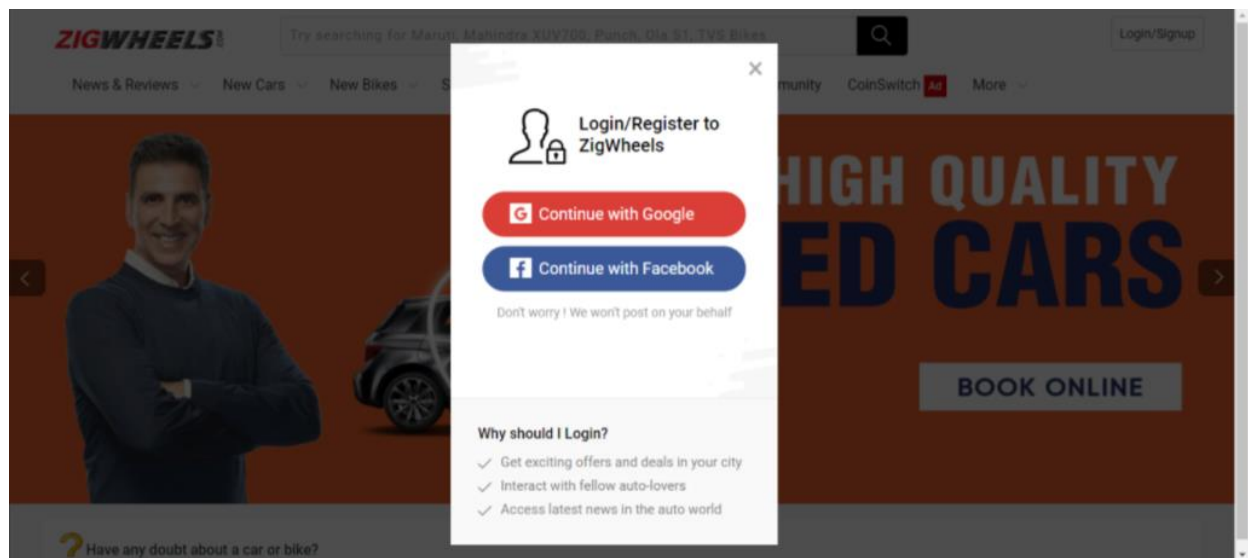 ZIGWHEELS
Try searching for Maruti, Mahindra XUV700, Punch, Ola S1, TVS Bikes
Login/Signup
News & Reviews
New Cars
New Bikes
S
munity
CoinSwitch Ad
More
×
Login/Register to
ZigWheels
G Continue with Google
f Continue with Facebook
Don't worry ! We won't post on your behalf
HIGH QUALITY
ED CARS
BOOK ONLINE
Why should I Login?
Get exciting offers and deals in your city
Interact with fellow auto-lovers
Access latest news in the auto world
Have any doubt about a car or bike?